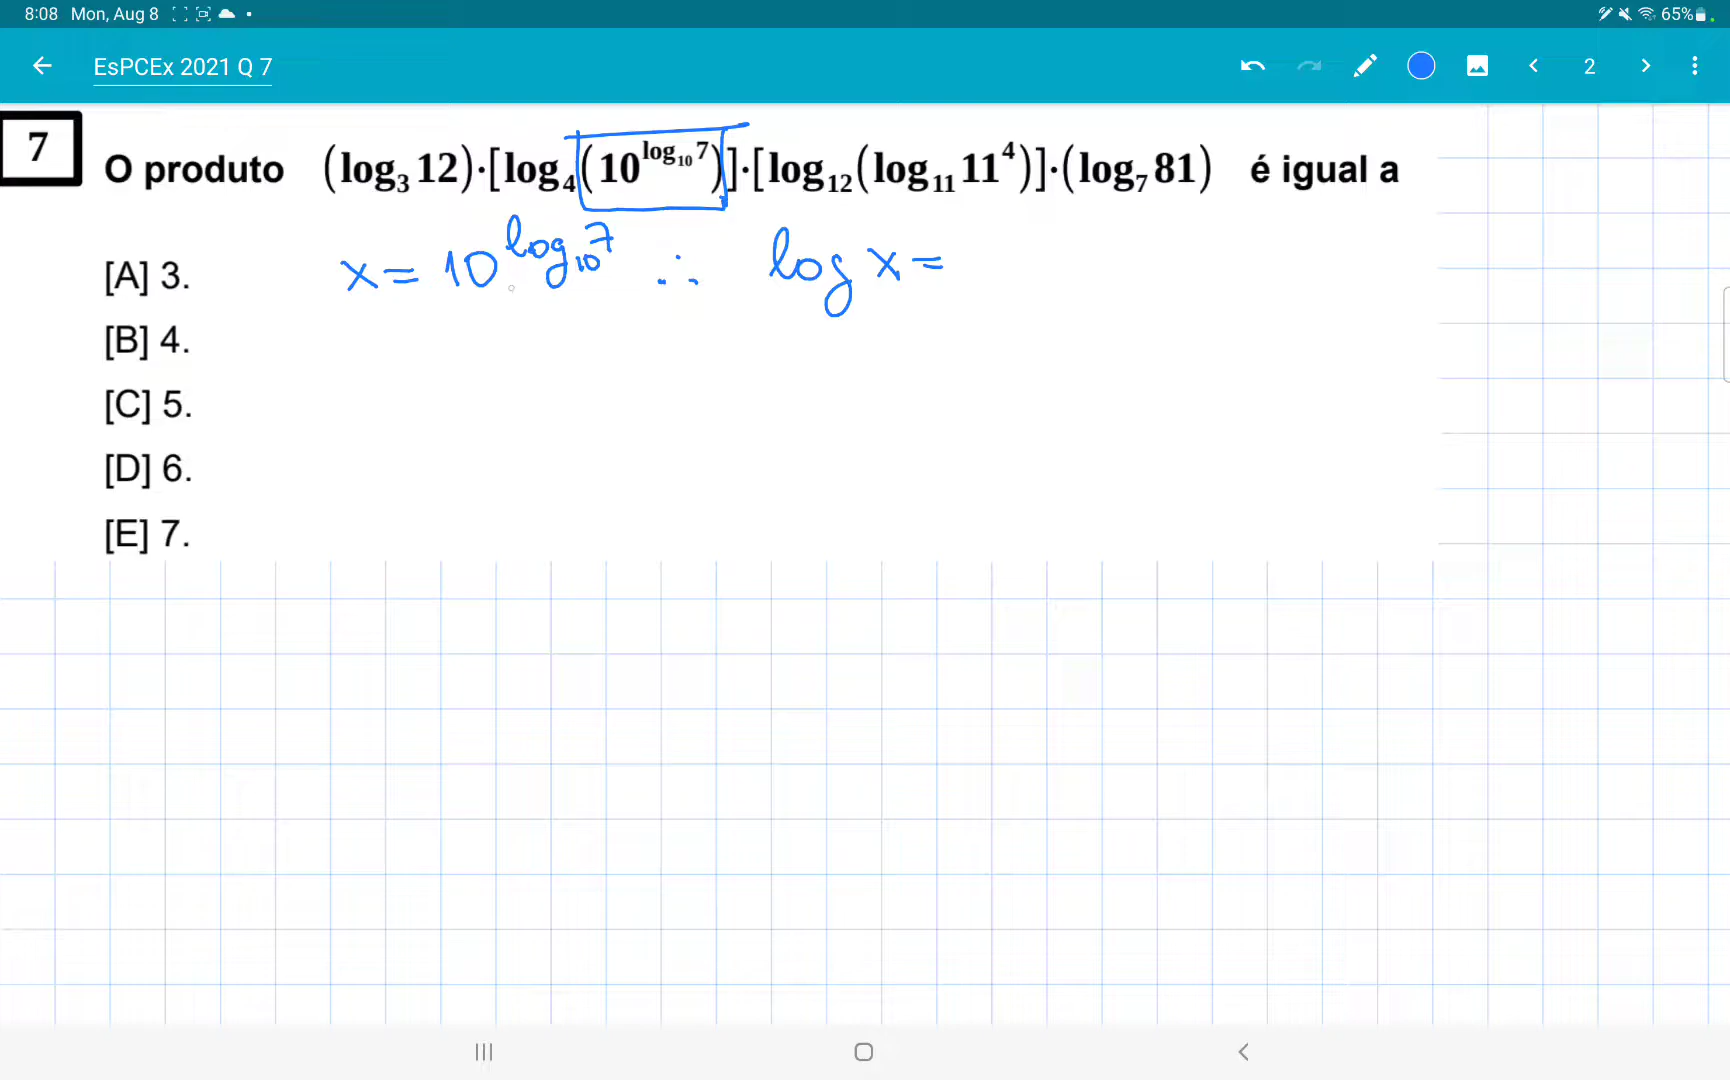 8:08 Mon, Aug 8 65%
EsPCEx 2021 Q 7 2
7
O produto (log₃ 12)·[log₄(10^(log₁₀ 7))]·[log₁₂(log₁₁ 11⁴)]·(log₇ 81) é igual a
x = 10^(log₁₀ 7) ∴ log x =
[A] 3.
[B] 4.
[C] 5.
[D] 6.
[E] 7.